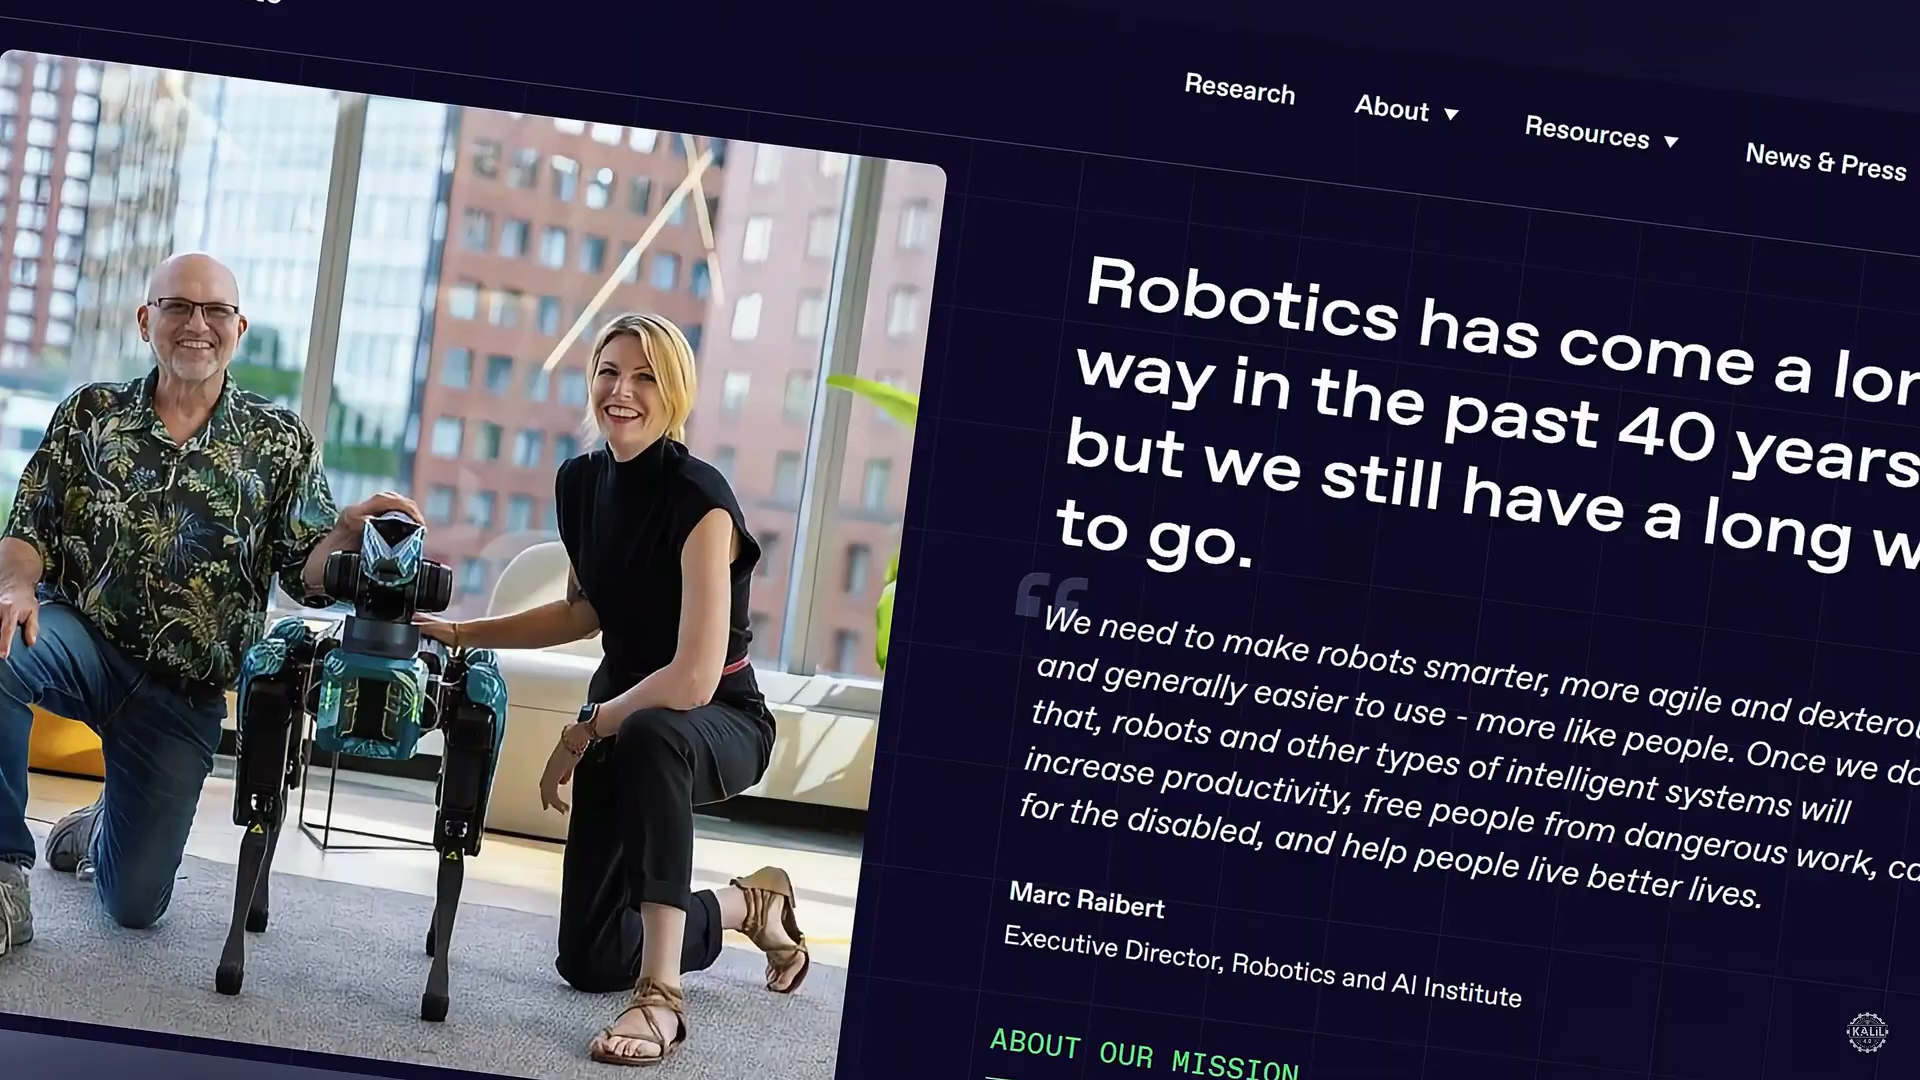 Research
About
Resources
News & Press
Robotics has come a
way in the past 40 years
but we still have a long
to go.
“
We need to make robots smarter, more agile and
and generally easier to use - more like people. Once we
that, robots and other types of intelligent systems will
increase productivity, free people from dangerous work,
for the disabled, and help people live better lives.
Marc Raibert
Executive Director, Robotics and AI Institute
ABOUT OUR MISSION
KALIL
4.0